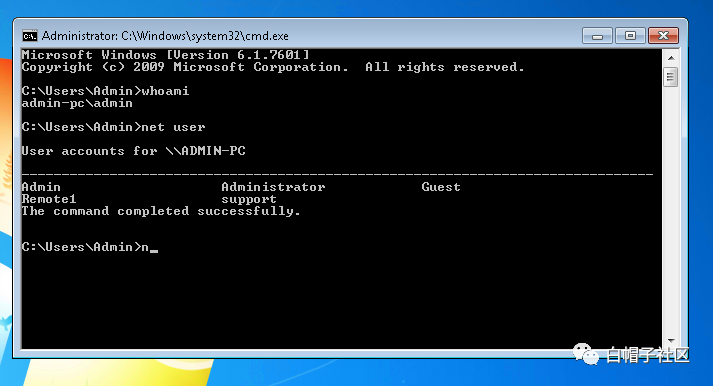 Administrator: C:\Windows\system32\cmd.exe
Microsoft Windows [Version 6.1.7601]
Copyright (c) 2009 Microsoft Corporation.  All rights reserved.
C:\Users\Admin>whoami
admin-pc\admin
C:\Users\Admin>net user
User accounts for \\ADMIN-PC
-------------------------------------------------------------------------------
Admin                    Administrator            Guest
Remote1                  support
The command completed successfully.
C:\Users\Admin>n_
白帽子社区